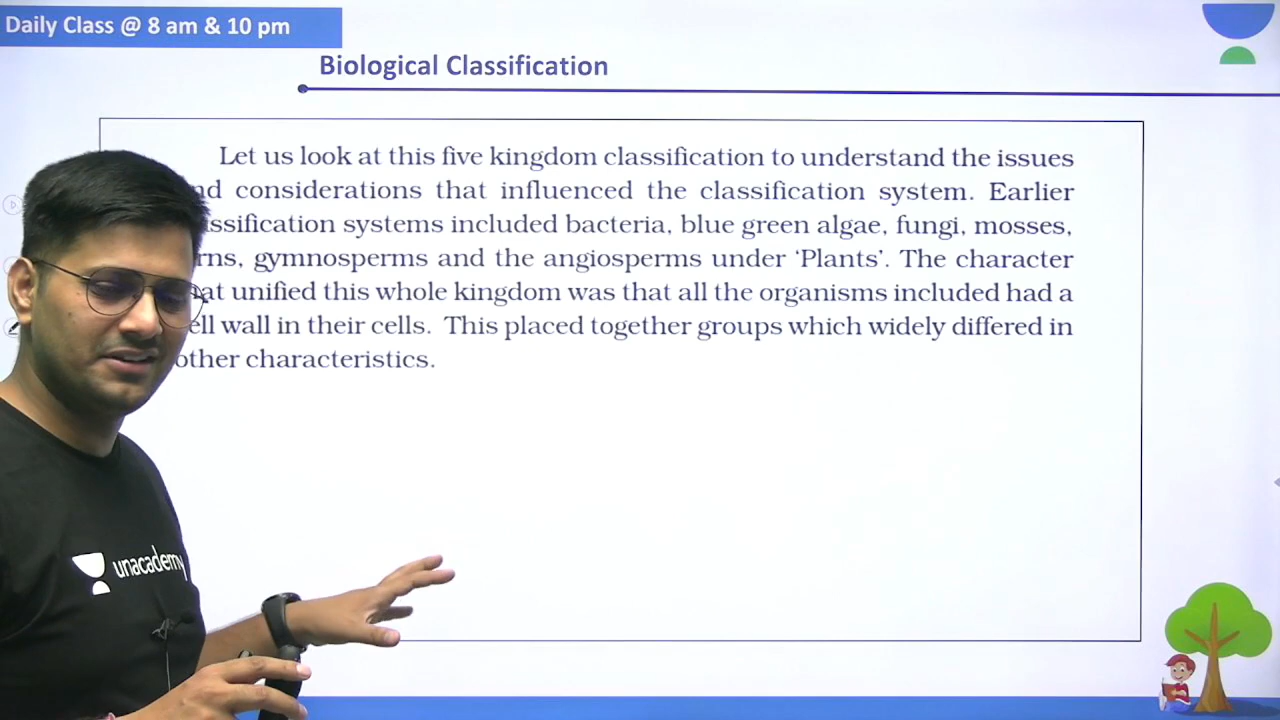 Daily Class @ 8 am & 10 pm
Biological Classification
Let us look at this five kingdom classification to understand the issues
nd considerations that influenced the classification system. Earlier
ssification systems included bacteria, blue green algae, fungi, mosses,
rns, gymnosperms and the angiosperms under ‘Plants’. The character
at unified this whole kingdom was that all the organisms included had a
ell wall in their cells. This placed together groups which widely differed in
other characteristics.
unacademy